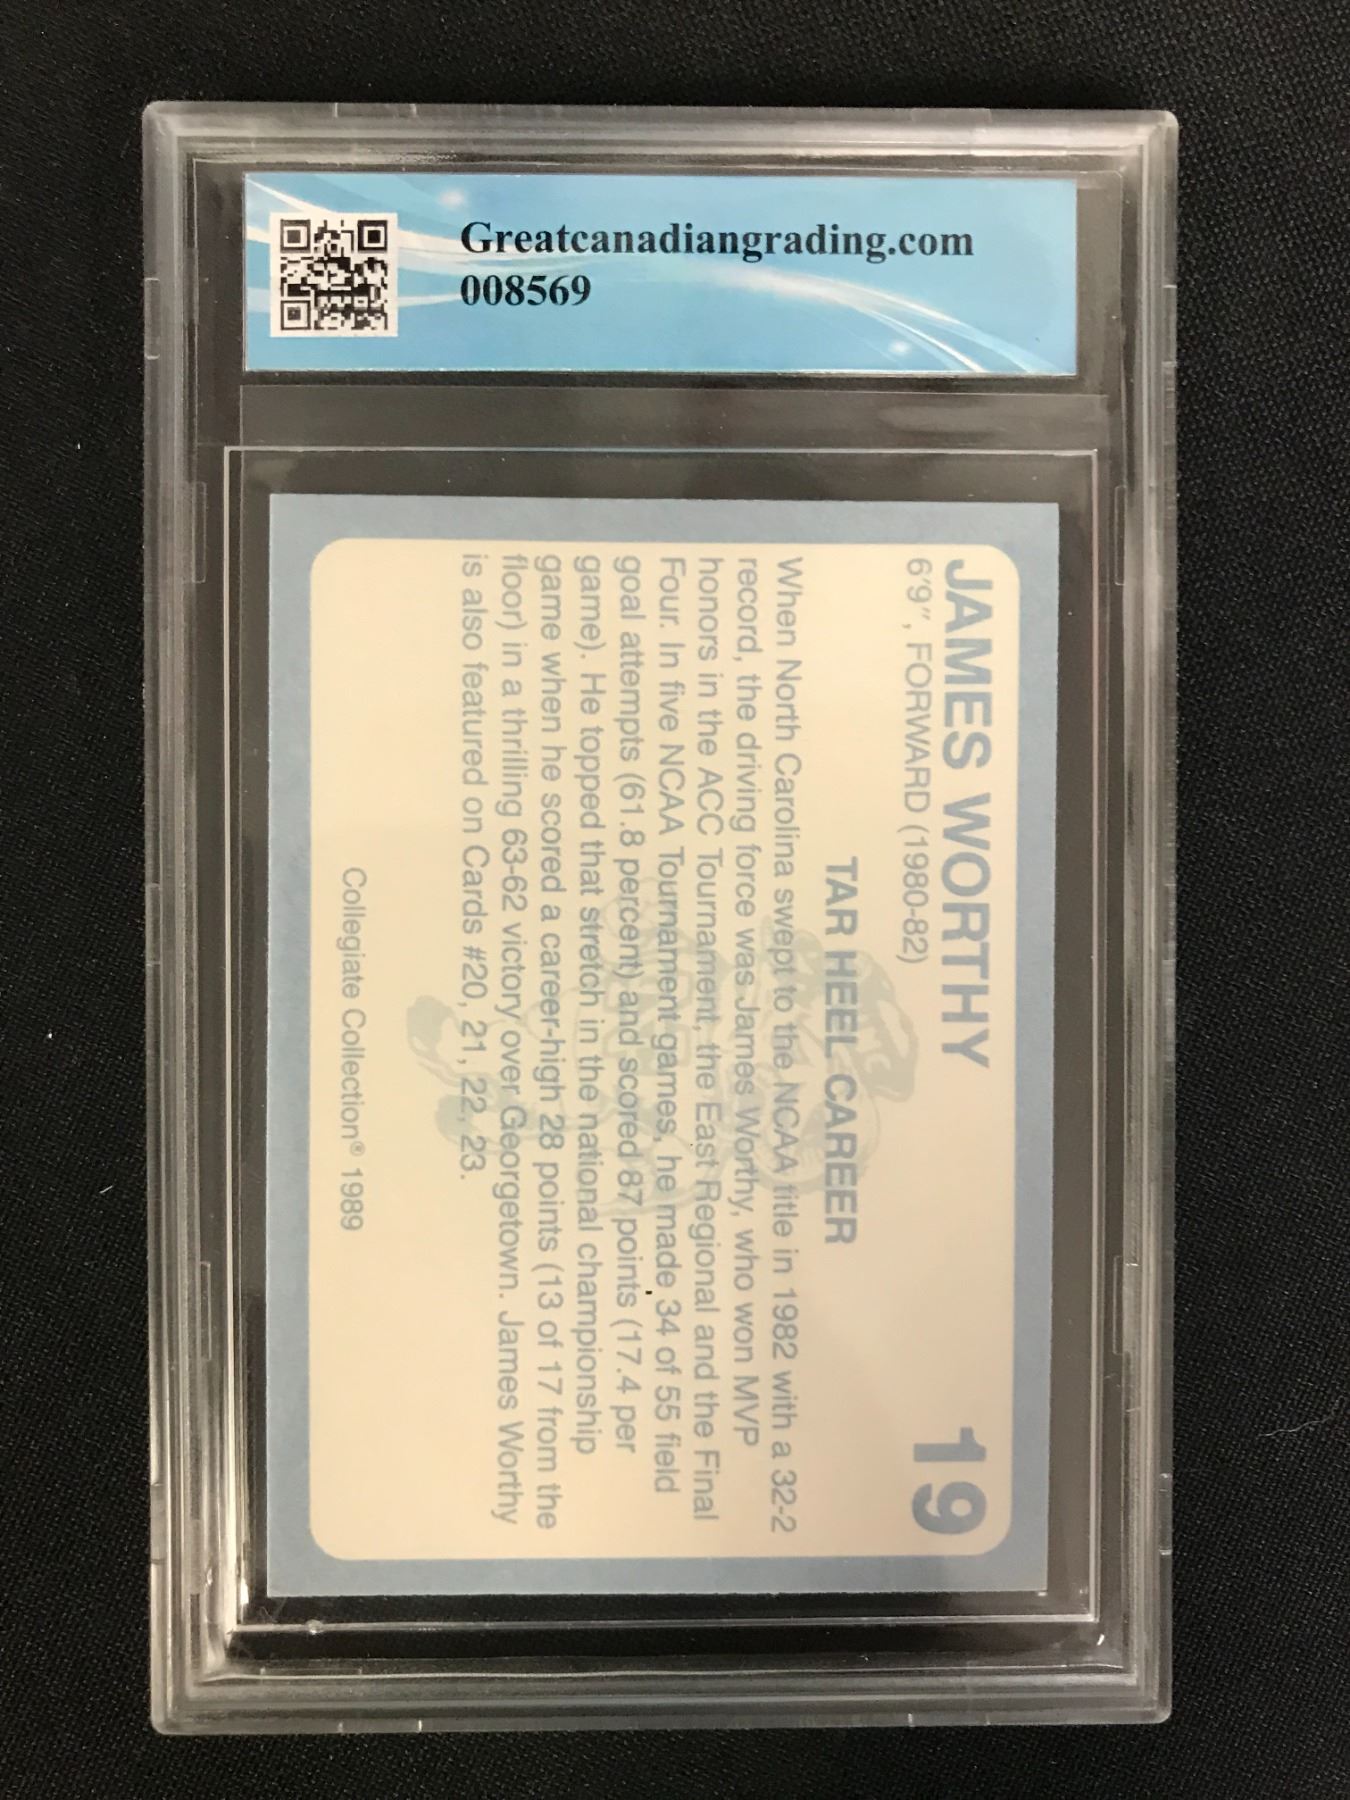 Greatcanadiangrading.com
008569
JAMES WORTHY
19
6'9", FORWARD (1980-82)
TAR HEEL CAREER
When North Carolina swept to the NCAA title in 1982 with a 32-2
record, the driving force was James Worthy, who won MVP
honors in the ACC Tournament, the East Regional and the Final
Four. In five NCAA Tournament games, he made 34 of 55 field
goal attempts (61.8 percent) and scored 87 points (17.4 per
game). He topped that stretch in the national championship
game when he scored a career-high 28 points (13 of 17 from the
floor) in a thrilling 63-62 victory over Georgetown. James Worthy
is also featured on Cards #20, 21, 22, 23.
Collegiate Collection® 1989